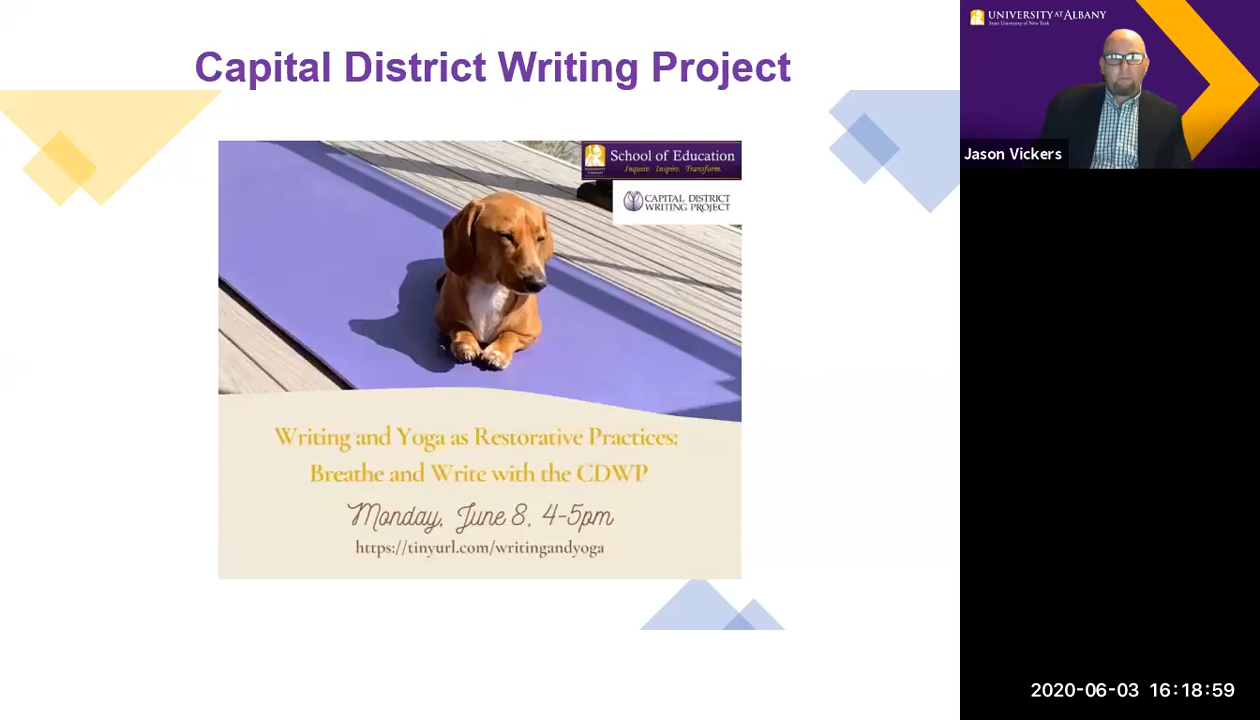 Capital District Writing Project
UNIVERSITY AT ALBANY
State University of New York
Jason Vickers
School of Education
Inquire. Inspire. Transform.
CAPITAL DISTRICT
WRITING PROJECT
Writing and Yoga as Restorative Practices:
Breathe and Write with the CDWP
Monday, June 8, 4-5pm
https://tinyurl.com/writingandyoga
2020-06-03 16:18:59